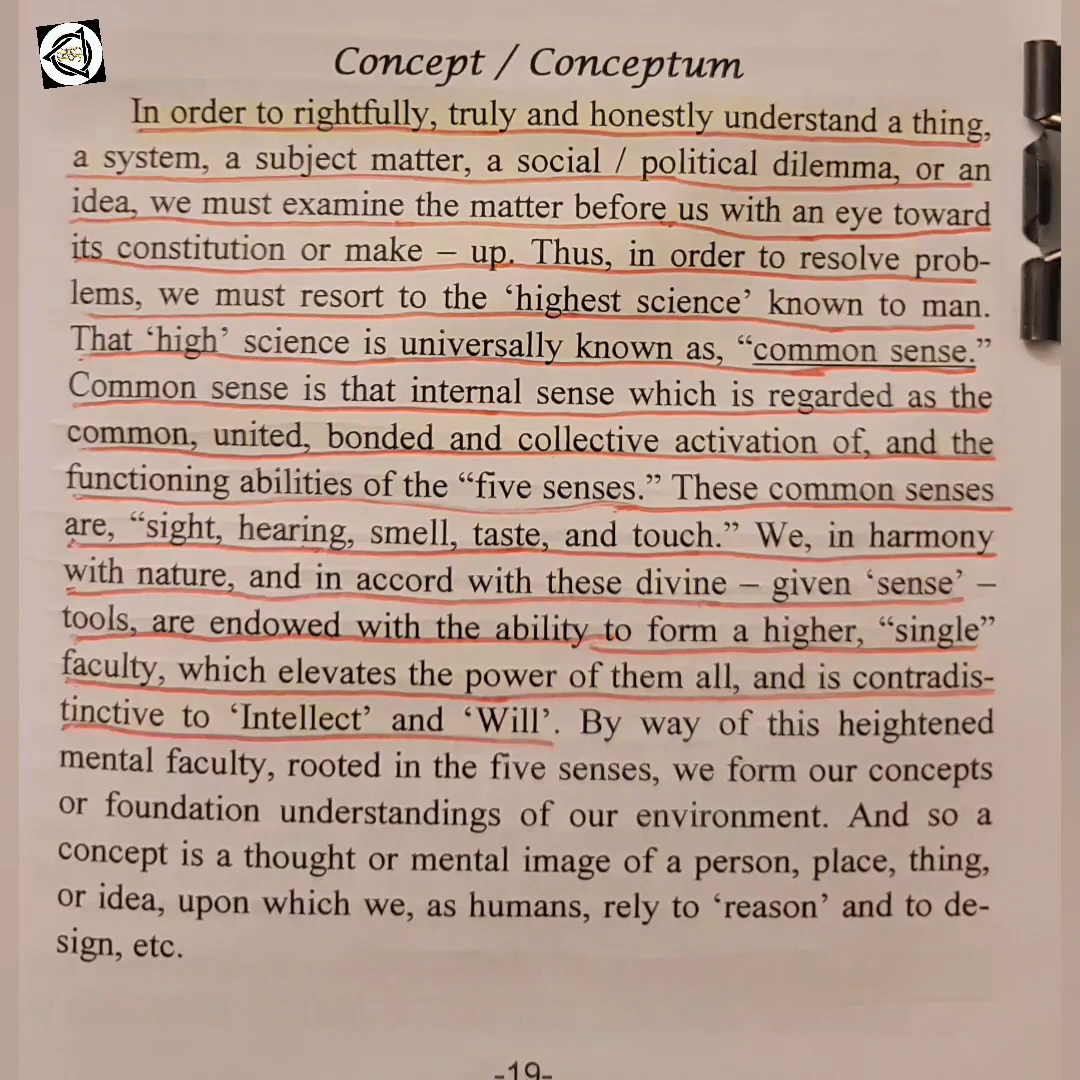 Concept / Conceptum
In order to rightfully, truly and honestly understand a thing,
a system, a subject matter, a social / political dilemma, or an
idea, we must examine the matter before us with an eye toward
its constitution or make – up. Thus, in order to resolve prob-
lems, we must resort to the ‘highest science’ known to man.
That ‘high’ science is universally known as, “common sense.”
Common sense is that internal sense which is regarded as the
common, united, bonded and collective activation of, and the
functioning abilities of the “five senses.” These common senses
are, “sight, hearing, smell, taste, and touch.” We, in harmony
with nature, and in accord with these divine – given ‘sense’ –
tools, are endowed with the ability to form a higher, “single”
faculty, which elevates the power of them all, and is contradis-
tinctive to ‘Intellect’ and ‘Will’. By way of this heightened
mental faculty, rooted in the five senses, we form our concepts
or foundation understandings of our environment. And so a
concept is a thought or mental image of a person, place, thing,
or idea, upon which we, as humans, rely to ‘reason’ and to de-
sign, etc.
-19-